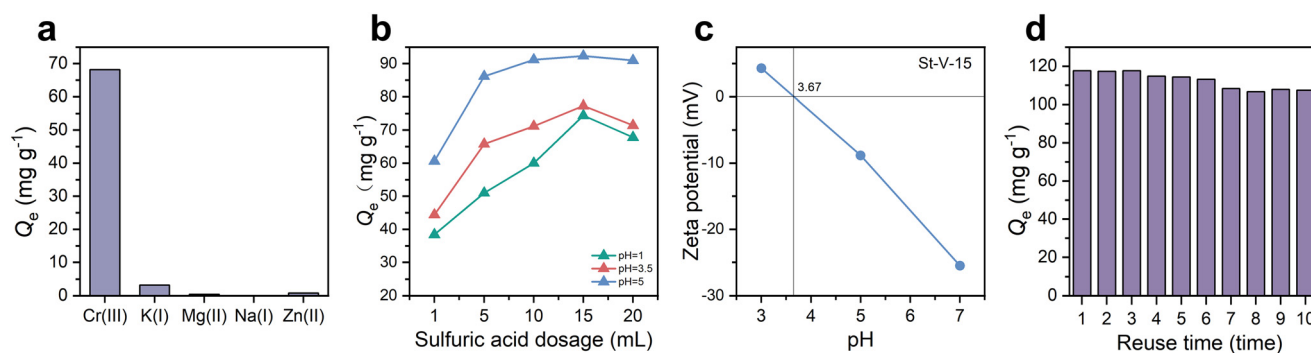 a
Qe (mg g-1)
80
70
60
50
40
30
20
10
0
Cr(III) K(I) Mg(II) Na(I) Zn(II)
b
Qe (mg g-1)
100
90
80
70
60
50
40
30
20
pH=1
pH=3.5
pH=5
1 5 10 15 20
Sulfuric acid dosage (mL)
c
St-V-15
3.67
Zeta potential (mV)
0
-10
-20
-30
3 4 5 6 7
pH
d
Qe (mg g-1)
120
100
80
60
40
20
0
1 2 3 4 5 6 7 8 9 10
Reuse time (time)